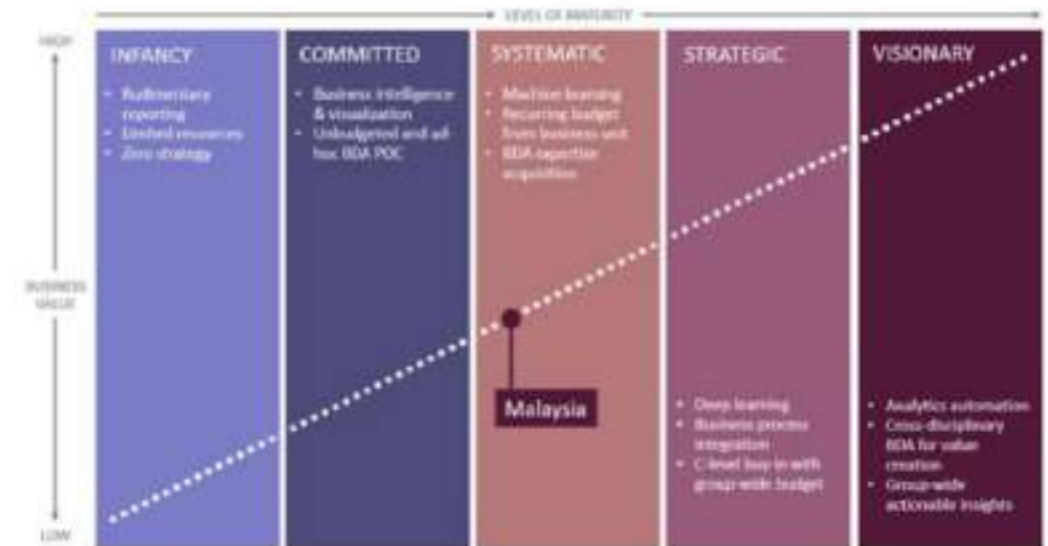 LEVEL OF MATURITY
HIGH
BUSINESS
VALUE
LOW
INFANCY
• Rudimentary
reporting
• Limited resources
• Zero strategy
COMMITTED
• Business intelligence
& visualization
• Unbudgeted and ad-
hoc BDA POC
SYSTEMATIC
• Machine learning
• Recurring budget
from business unit
• BDA expertise
acquisition
Malaysia
STRATEGIC
• Deep learning
• Business process
integration
• C-level buy-in with
group-wide budget
VISIONARY
• Analytics automation
• Cross-disciplinary
BDA for value
creation
• Group-wide
actionable insights